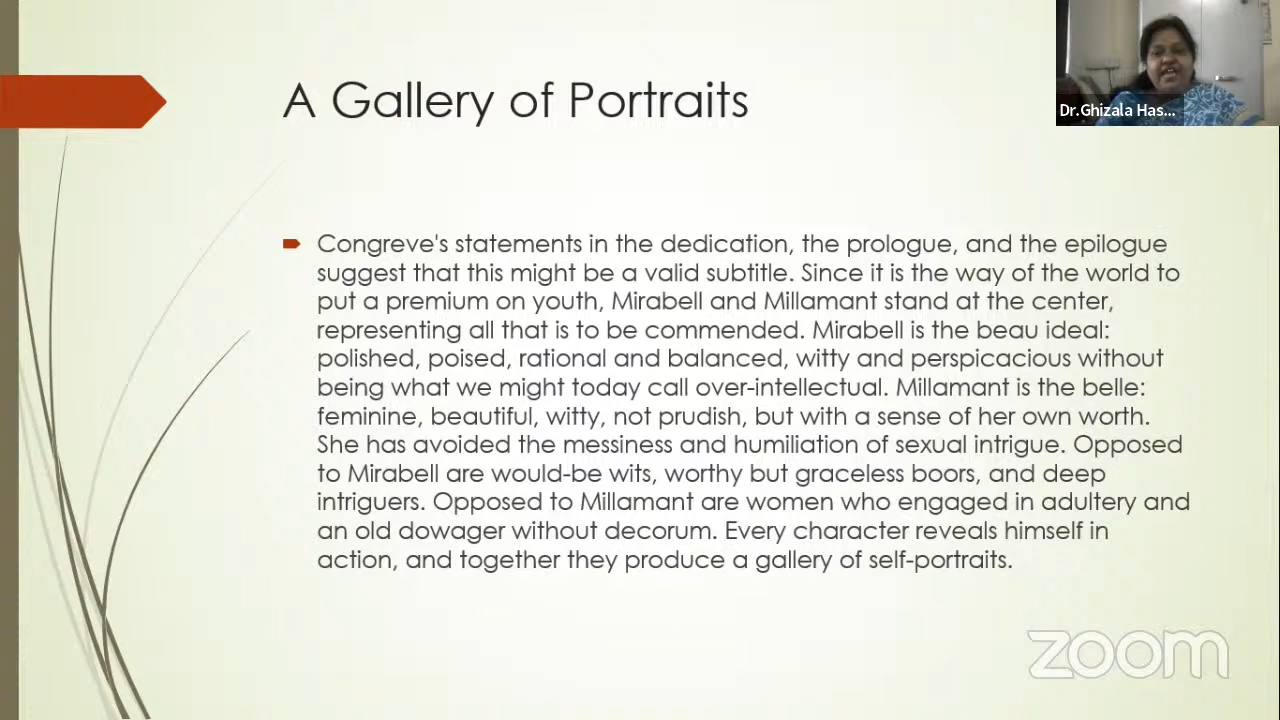 A Gallery of Portraits
Dr.Ghizala Has...
Congreve's statements in the dedication, the prologue, and the epilogue
suggest that this might be a valid subtitle. Since it is the way of the world to
put a premium on youth, Mirabell and Millamant stand at the center,
representing all that is to be commended. Mirabell is the beau ideal:
polished, poised, rational and balanced, witty and perspicacious without
being what we might today call over-intellectual. Millamant is the belle:
feminine, beautiful, witty, not prudish, but with a sense of her own worth.
She has avoided the messiness and humiliation of sexual intrigue. Opposed
to Mirabell are would-be wits, worthy but graceless boors, and deep
intriguers. Opposed to Millamant are women who engaged in adultery and
an old dowager without decorum. Every character reveals himself in
action, and together they produce a gallery of self-portraits.
zoom